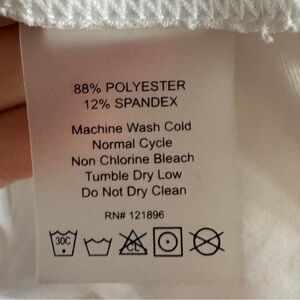 88% POLYESTER
12% SPANDEX
Machine Wash Cold
Normal Cycle
Non Chlorine Bleach
Tumble Dry Low
Do Not Dry Clean
RN# 121896
30C CL